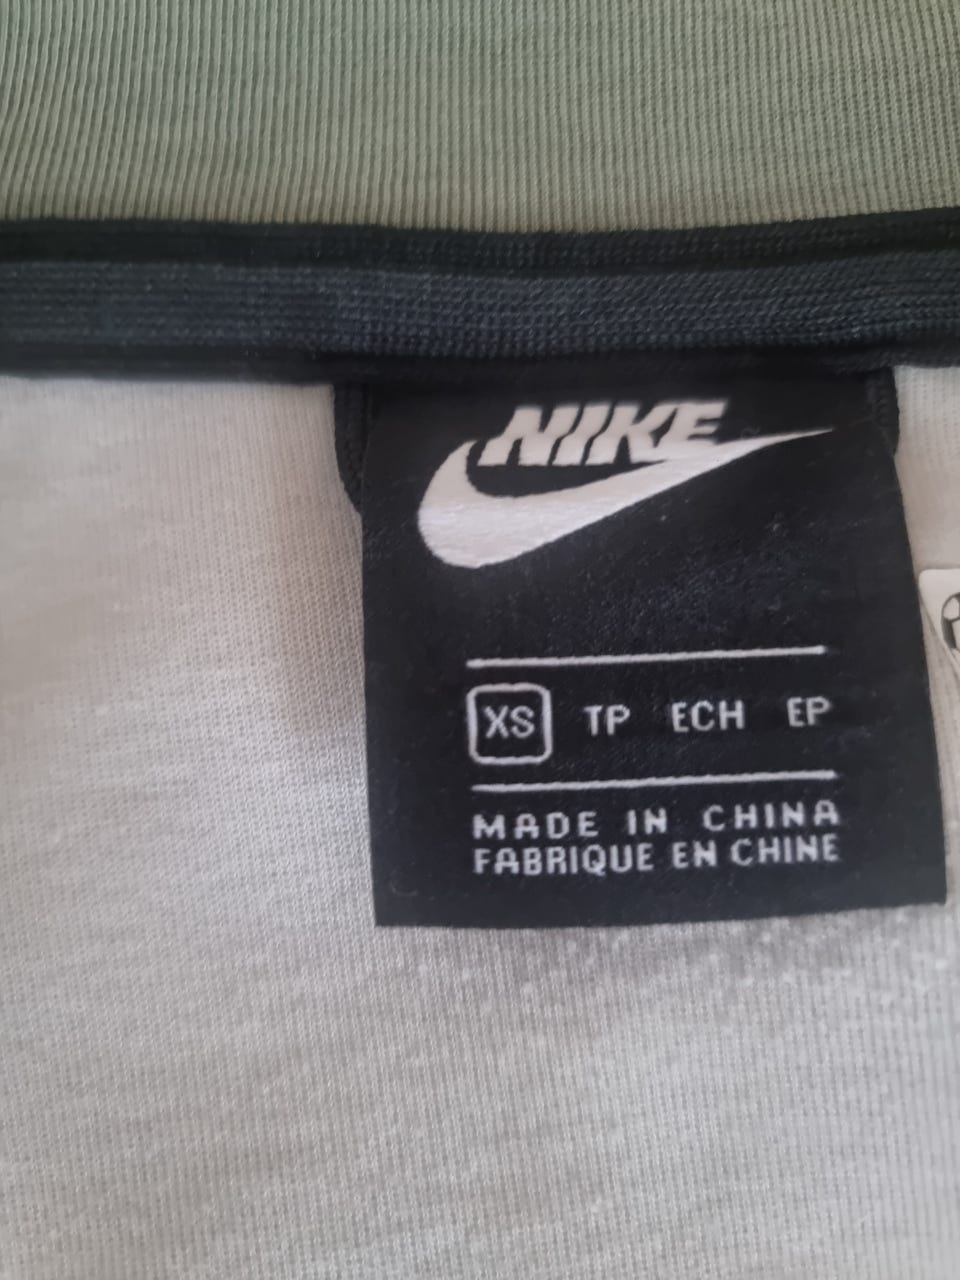 NIKE
XS TP ECH EP
MADE IN CHINA
FABRIQUE EN CHINE